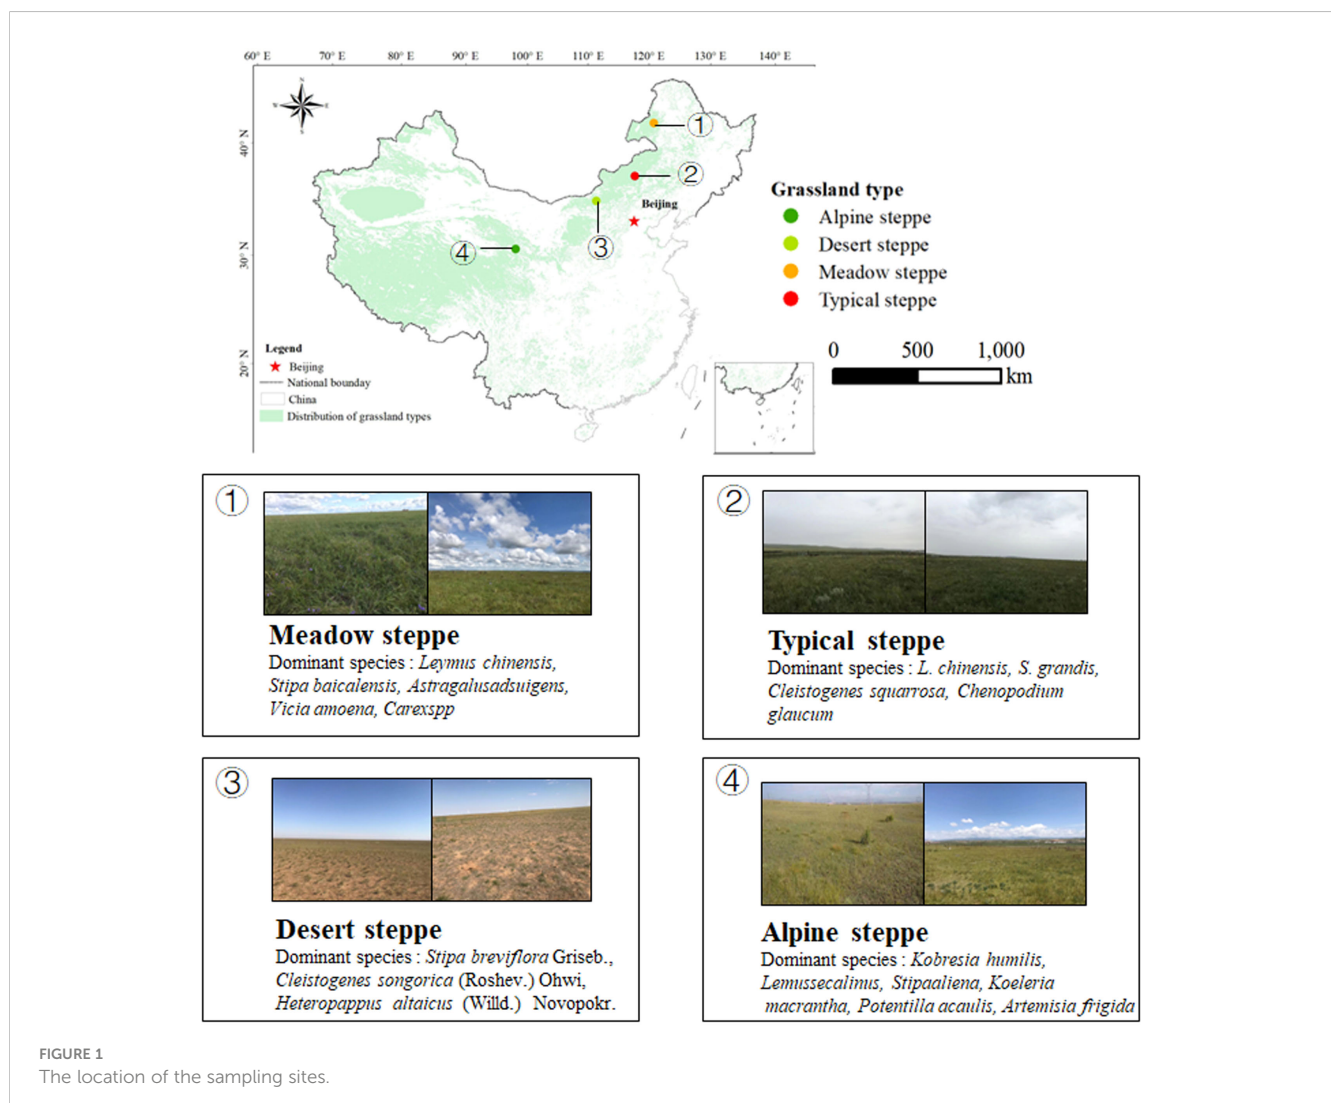 60° E 70° E 80° E 90° E 100° E 110° E 120° E 130° E 140° E
N
W E
S
40° N
30° N
20° N
①
②
③
④
Beijing
Legend
Beijing
National bounday
China
Distribution of grassland types
Grassland type
Alpine steppe
Desert steppe
Meadow steppe
Typical steppe
0 500 1,000
km
①
Meadow steppe
Dominant species : Leymus chinensis,
Stipa baicalensis, Astragalusadsuigens,
Vicia amoena, Carexspp
②
Typical steppe
Dominant species : L. chinensis, S. grandis,
Cleistogenes squarrosa, Chenopodium
glaucum
③
Desert steppe
Dominant species : Stipa breviflora Griseb.,
Cleistogenes songorica (Roshev.) Ohwi,
Heteropappus altaicus (Willd.) Novopokr.
④
Alpine steppe
Dominant species : Kobresia humilis,
Lemussecalinus, Stipaaliena, Koeleria
macrantha, Potentilla acaulis, Artemisia frigida
FIGURE 1
The location of the sampling sites.